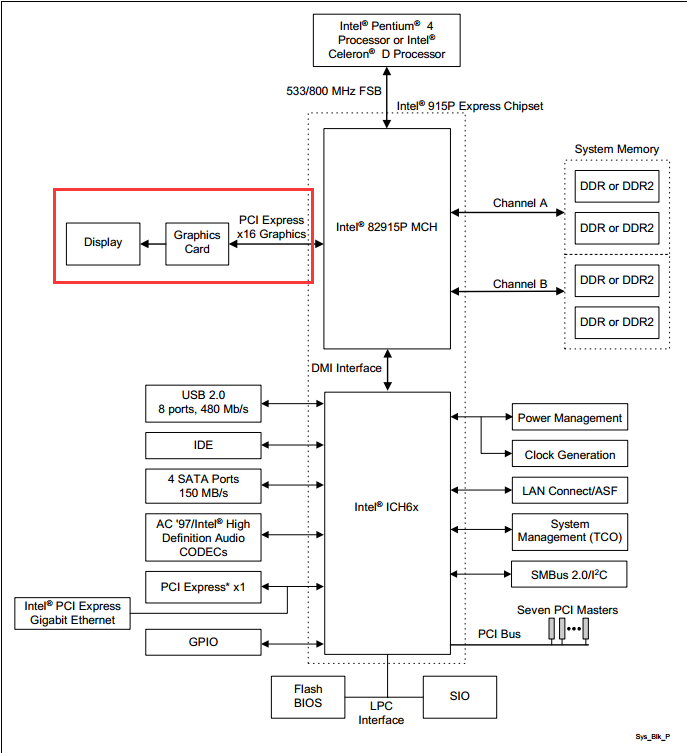 Intel® Pentium® 4
Processor or Intel®
Celeron® D Processor
533/800 MHz FSB
Intel® 915P Express Chipset
System Memory
Channel A
DDR or DDR2
DDR or DDR2
PCI Express
x16 Graphics
Display
Graphics
Card
Intel® 82915P MCH
Channel B
DDR or DDR2
DDR or DDR2
DMI Interface
USB 2.0
8 ports, 480 Mb/s
IDE
4 SATA Ports
150 MB/s
AC '97/Intel® High
Definition Audio
CODECs
PCI Express* x1
Intel® PCI Express
Gigabit Ethernet
GPIO
Intel® ICH6x
Power Management
Clock Generation
LAN Connect/ASF
System
Management (TCO)
SMBus 2.0/I²C
Seven PCI Masters
PCI Bus
Flash
BIOS
LPC
Interface
SIO
Sys_Blk_P